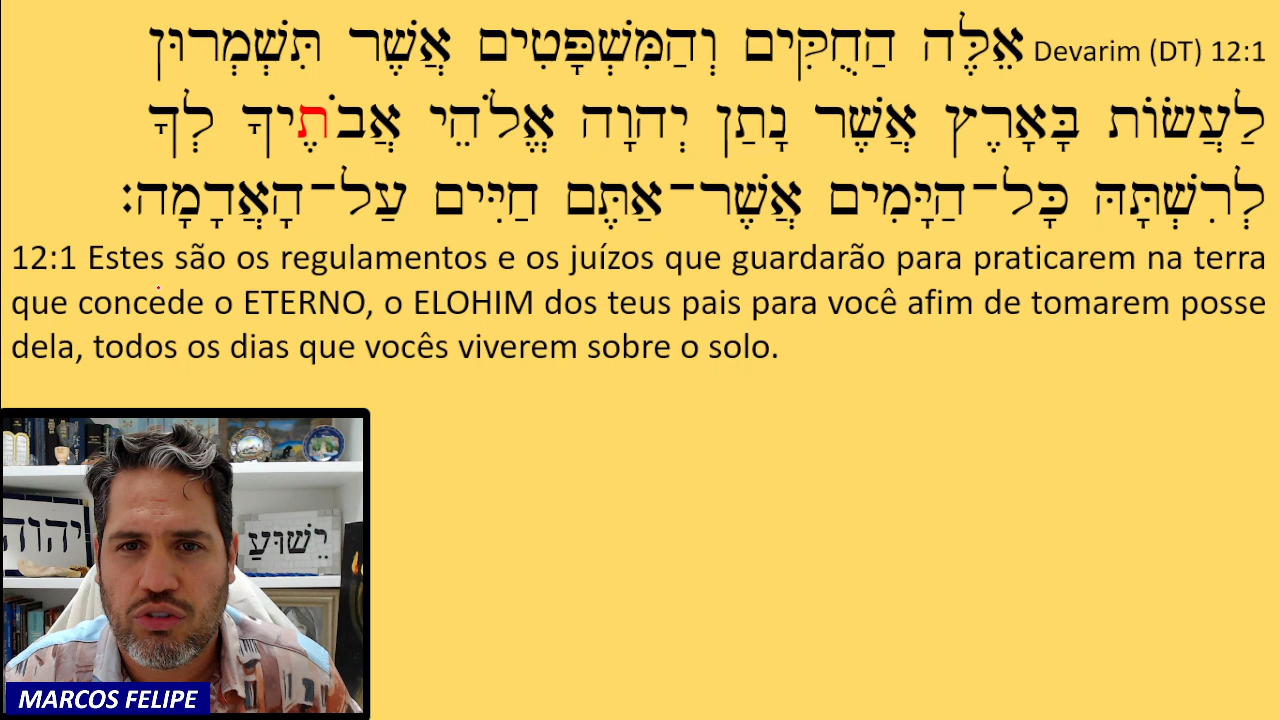 Devarim (DT) 12:1 אֵלֶּה הַחֻקִּים וְהַמִּשְׁפָּטִים אֲשֶׁר תִּשְׁמְרוּן
לַעֲשׂוֹת בָּאָרֶץ אֲשֶׁר נָתַן יְהוָה אֱלֹהֵי אֲבֹתֶיךָ לְךָ
לְרִשְׁתָּהּ כָּל־הַיָּמִים אֲשֶׁר־אַתֶּם חַיִּים עַל־הָאֲדָמָה׃
12:1 Estes são os regulamentos e os juízos que guardarão para praticarem na terra
que concede o ETERNO, o ELOHIM dos teus pais para você afim de tomarem posse
dela, todos os dias que vocês viverem sobre o solo.
יהוה
יֵשׁוּעַ
MARCOS FELIPE